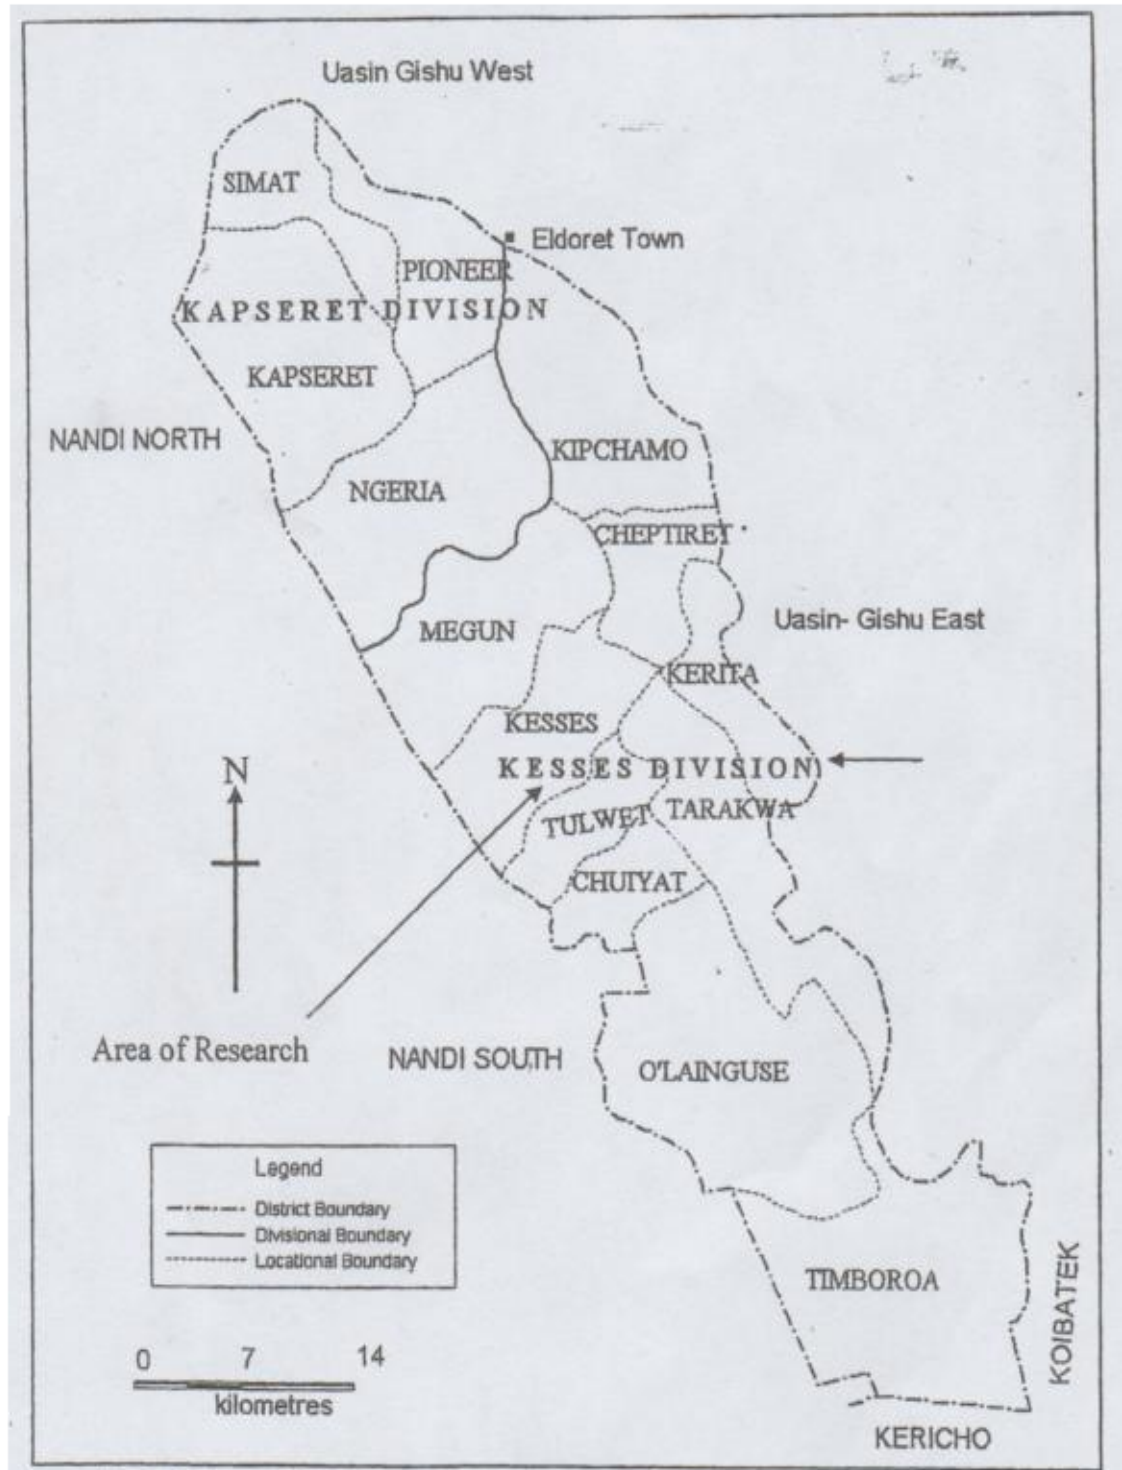 Uasin Gishu West
SIMAT
Eldoret Town
PIONEER
KAPSERET DIVISION
KAPSERET
NANDI NORTH
KIPCHAMO
NGERIA
CHEPTIRET
Uasin- Gishu East
MEGUN
KERITA
KESSES
KESSES DIVISION
N
TARAKWA
TULWET
CHUIYAT
Area of Research
NANDI SOUTH
O'LAINGUSE
Legend
District Boundary
Divisional Boundary
Locational Boundary
TIMBOROA
KOIBATEK
0 7 14
kilometres
KERICHO